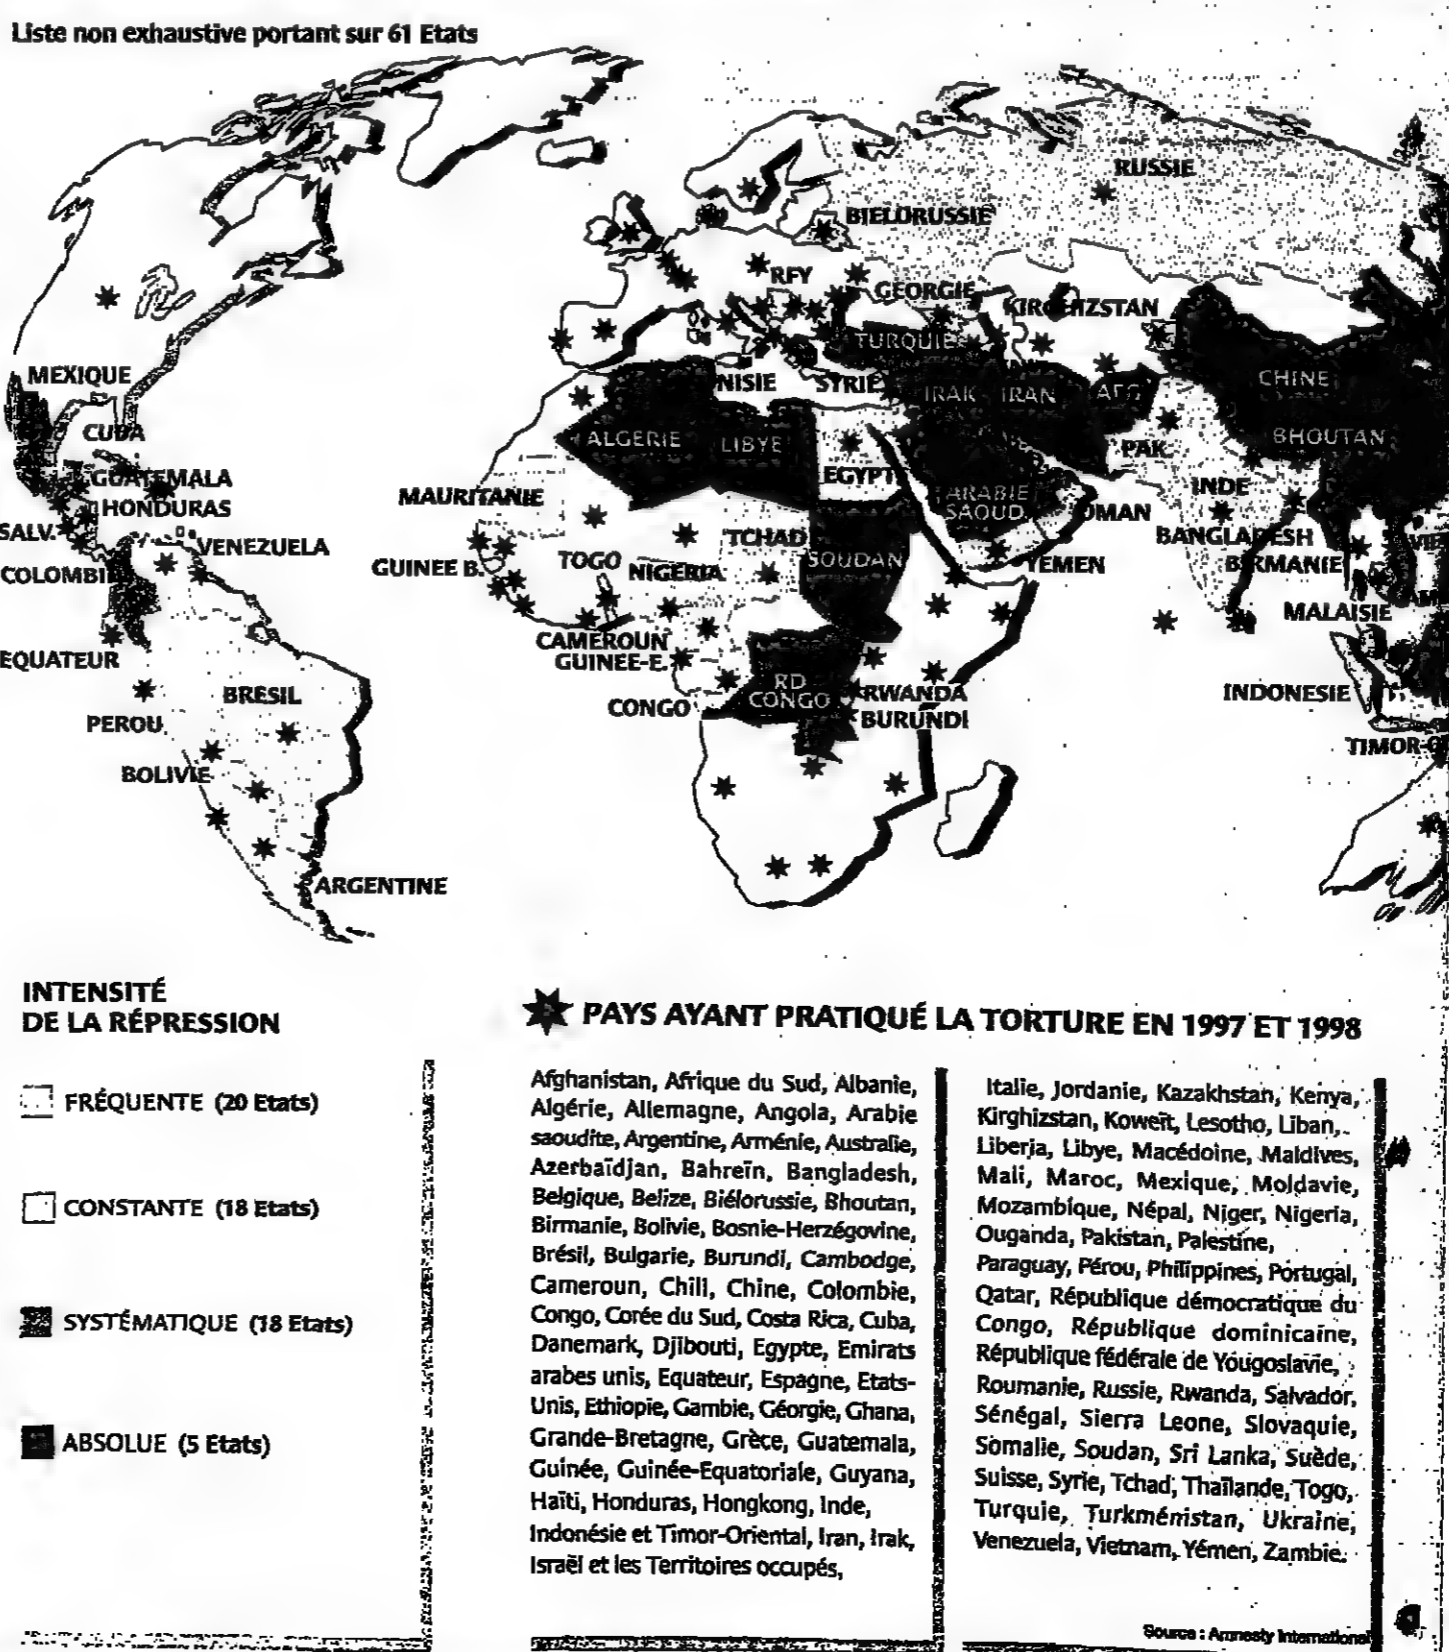 Liste non exhaustive portant sur 61 Etats
RUSSIE
BIELORUSSIE
RFY
GEORGIE
KIRGHIZSTAN
TURQUIE
MEXIQUE
NISIE
SYRIE
IRAK
IRAN
AFG
CHINE
CUBA
ALGERIE
LIBYE
BHOUTAN
PAK.
GUATEMALA
EGYPT
INDE
MAURITANIE
HONDURAS
ARABIE
SAOUD.
OMAN
SALV.
VENEZUELA
TCHAD
BANGLADESH
COLOMBI
GUINEE B.
TOGO
NIGERIA
SOUDAN
YEMEN
BIRMANIE
MALAISIE
EQUATEUR
CAMEROUN
GUINEE-E.
BRESIL
RD
CONGO
RWANDA
INDONESIE
CONGO
BURUNDI
PEROU
TIMOR-O
BOLIVIE
ARGENTINE
INTENSITÉ
DE LA RÉPRESSION
FRÉQUENTE (20 Etats)
CONSTANTE (18 Etats)
SYSTÉMATIQUE (18 Etats)
ABSOLUE (5 Etats)
PAYS AYANT PRATIQUÉ LA TORTURE EN 1997 ET 1998
Afghanistan, Afrique du Sud, Albanie,
Algérie, Allemagne, Angola, Arabie
saoudite, Argentine, Arménie, Australie,
Azerbaïdjan, Bahreïn, Bangladesh,
Belgique, Belize, Biélorussie, Bhoutan,
Birmanie, Bolivie, Bosnie-Herzégovine,
Brésil, Bulgarie, Burundi, Cambodge,
Cameroun, Chili, Chine, Colombie,
Congo, Corée du Sud, Costa Rica, Cuba,
Danemark, Djibouti, Egypte, Emirats
arabes unis, Equateur, Espagne, Etats-
Unis, Ethiopie, Gambie, Géorgie, Ghana,
Grande-Bretagne, Grèce, Guatemala,
Guinée, Guinée-Equatoriale, Guyana,
Haïti, Honduras, Hongkong, Inde,
Indonésie et Timor-Oriental, Iran, Irak,
Israël et les Territoires occupés,
Italie, Jordanie, Kazakhstan, Kenya,
Kirghizstan, Koweït, Lesotho, Liban,
Liberia, Libye, Macédoine, Maldives,
Mali, Maroc, Mexique, Moldavie,
Mozambique, Népal, Niger, Nigeria,
Ouganda, Pakistan, Palestine,
Paraguay, Pérou, Philippines, Portugal,
Qatar, République démocratique du
Congo, République dominicaine,
République fédérale de Yougoslavie,
Roumanie, Russie, Rwanda, Salvador,
Sénégal, Sierra Leone, Slovaquie,
Somalie, Soudan, Sri Lanka, Suède,
Suisse, Syrie, Tchad, Thaïlande, Togo,
Turquie, Turkménistan, Ukraine,
Venezuela, Vietnam, Yémen, Zambie.
Source : Amnesty International